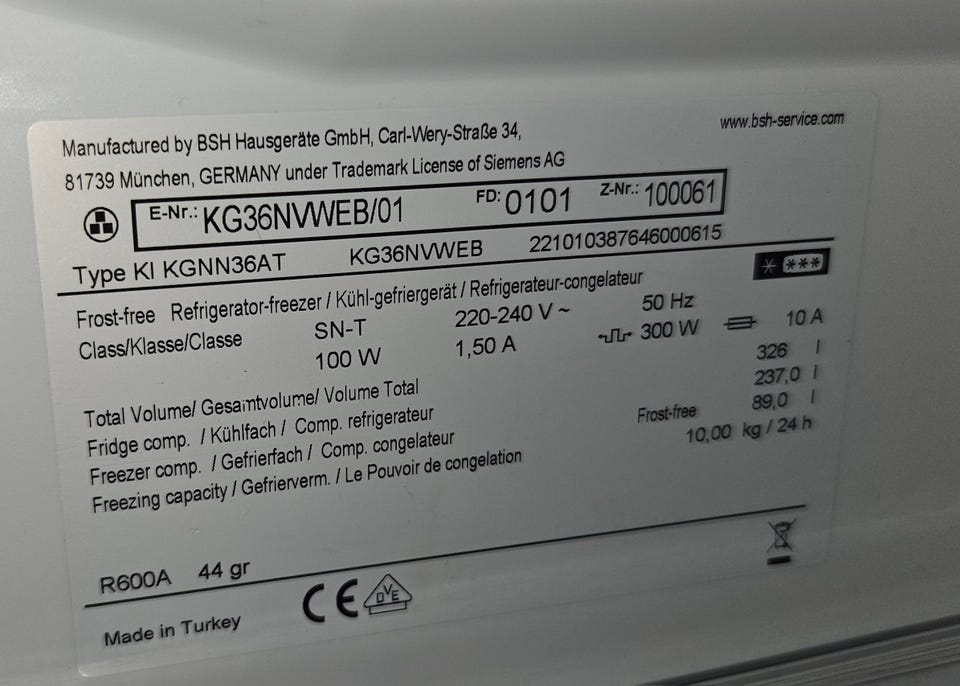 www.bsh-service.com
Manufactured by BSH Hausgeräte GmbH, Carl-Wery-Straße 34,
81739 München, GERMANY under Trademark License of Siemens AG
E-Nr.: KG36NVWEB/01 FD: 0101 Z-Nr.: 100061
Type KI KGNN36AT KG36NVWEB 221010387646000615
Frost-free Refrigerator-freezer / Kühl-gefriergerät / Refrigerateur-congelateur * ***
Class/Klasse/Classe SN-T 220-240 V ~ 50 Hz
100 W 1,50 A 300 W 10 A
Total Volume/ Gesamtvolume/ Volume Total 326 l
Fridge comp. / Kühlfach / Comp. refrigerateur 237,0 l
Freezer comp. / Gefrierfach / Comp. congelateur Frost-free 89,0 l
Freezing capacity / Gefrierverm. / Le Pouvoir de congelation 10,00 kg / 24 h
R600A 44 gr
Made in Turkey CE DVE